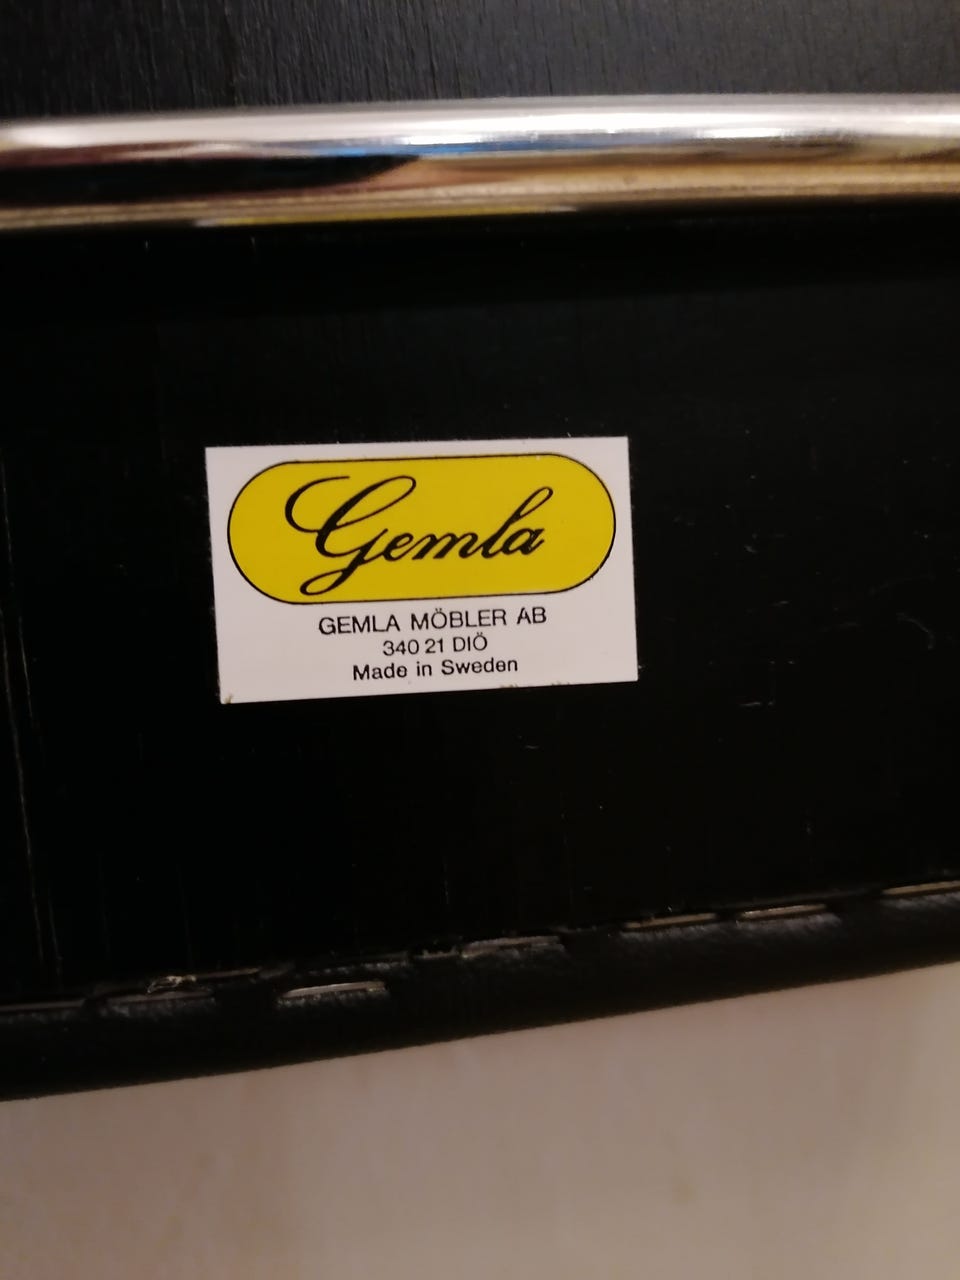 Gemla
GEMLA MÖBLER AB
340 21 DIÖ
Made in Sweden